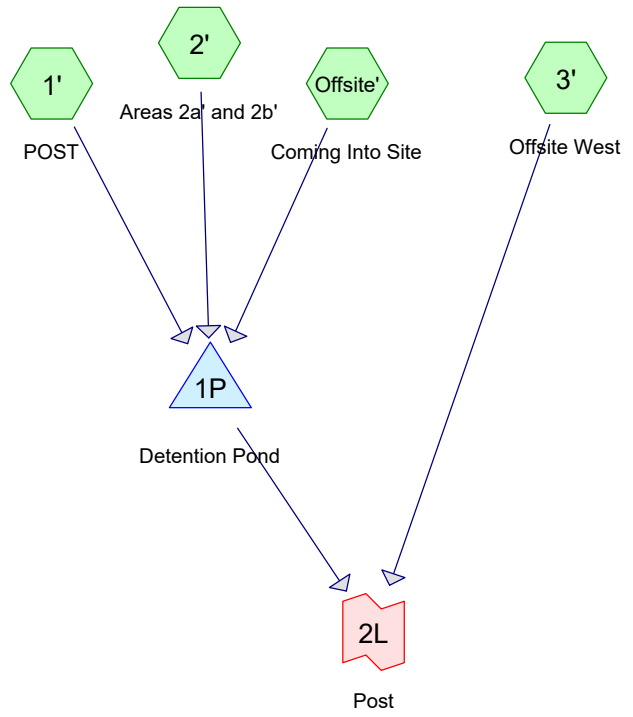 1'
POST
2'
Areas 2a' and 2b'
Offsite'
Coming Into Site
3'
Offsite West
1P
Detention Pond
2L
Post